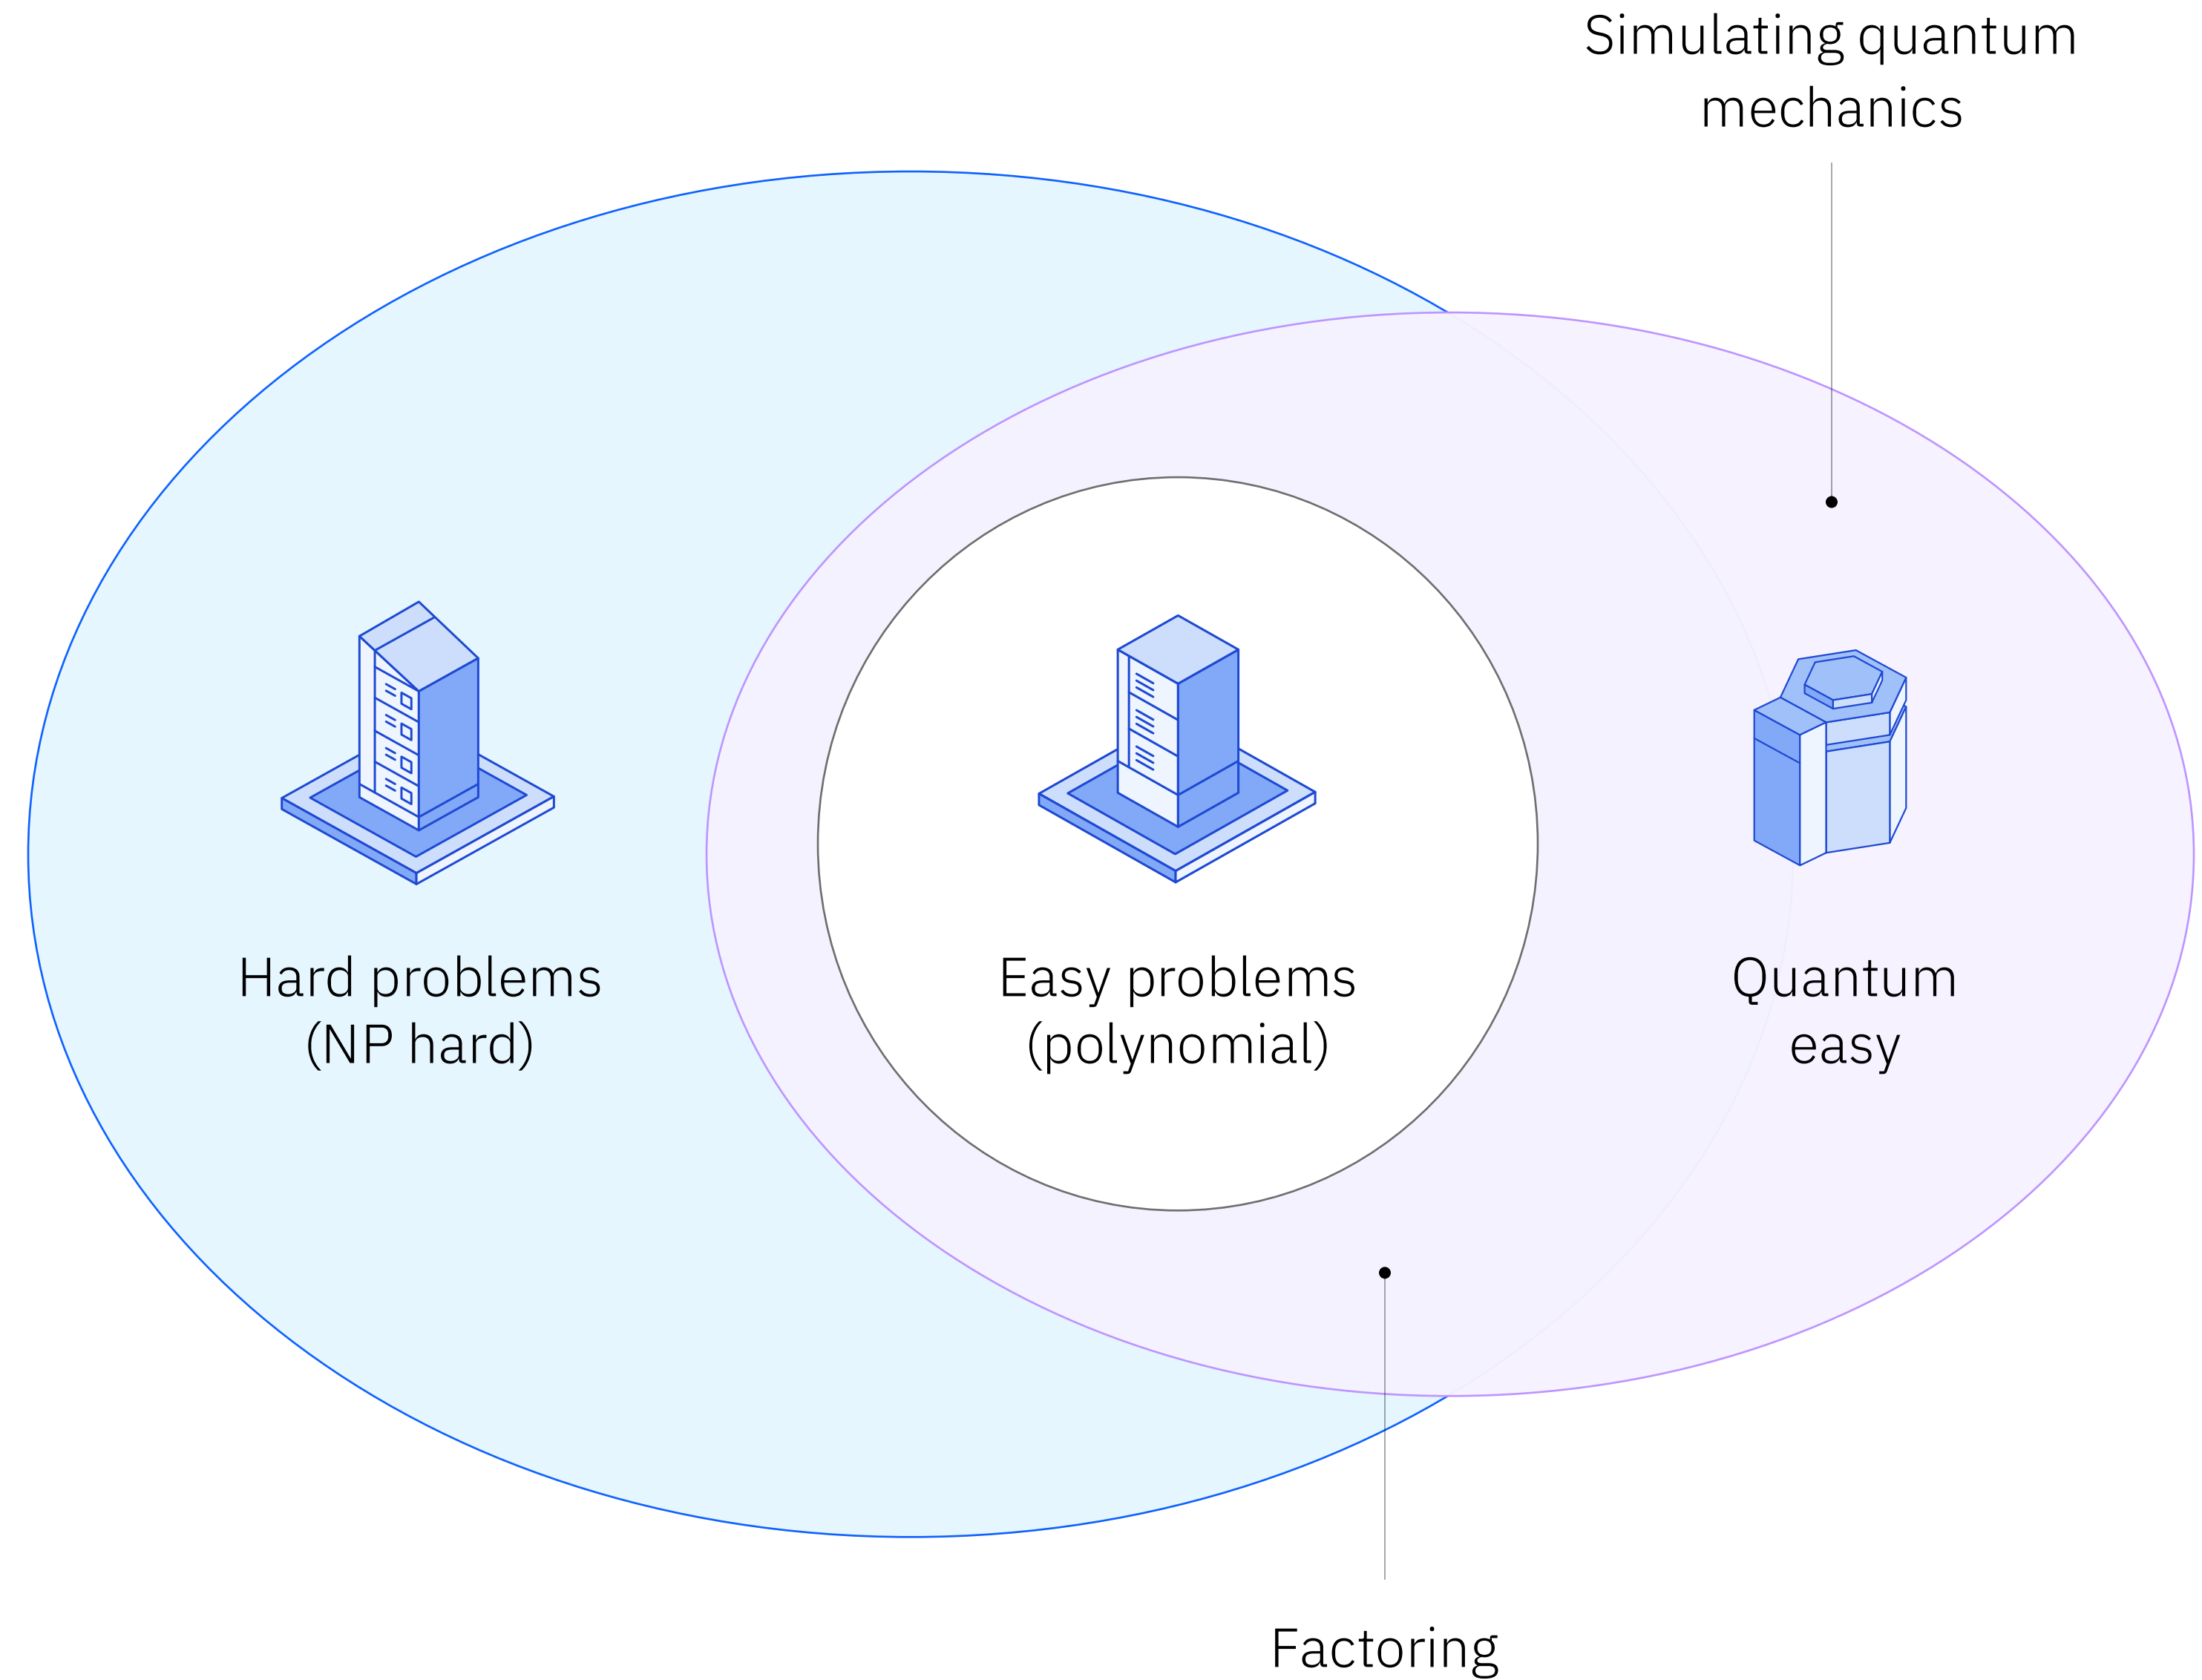 Simulating quantum
mechanics
Hard problems
(NP hard)
Easy problems
(polynomial)
Quantum
easy
Factoring